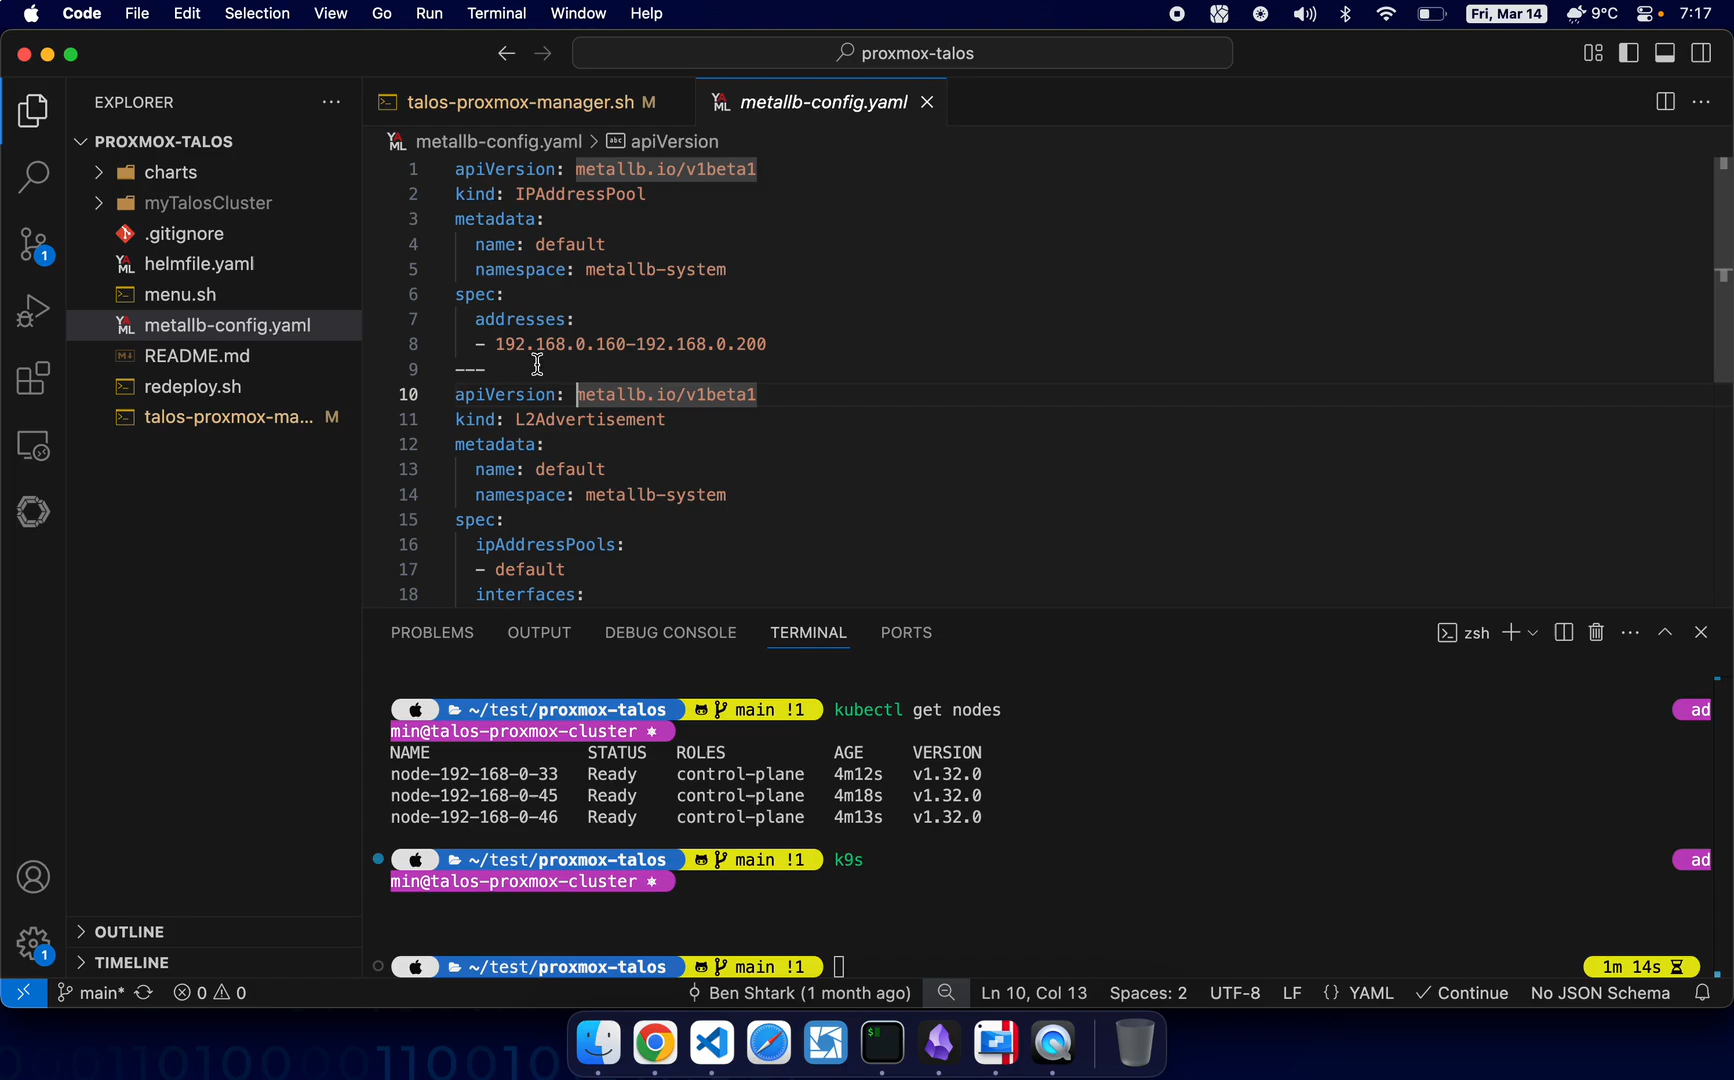 Code File Edit Selection View Go Run Terminal Window Help Fri, Mar 14 9°C 7:17
proxmox-talos
EXPLORER
PROXMOX-TALOS
charts
myTalosCluster
.gitignore
helmfile.yaml
menu.sh
metallb-config.yaml
README.md
redeploy.sh
talos-proxmox-ma... M
OUTLINE
TIMELINE
1
1
talos-proxmox-manager.sh M
metallb-config.yaml
metallb-config.yaml > apiVersion
1 apiVersion: metallb.io/v1beta1
2 kind: IPAddressPool
3 metadata:
4 name: default
5 namespace: metallb-system
6 spec:
7 addresses:
8 - 192.168.0.160-192.168.0.200
9 ---
10 apiVersion: metallb.io/v1beta1
11 kind: L2Advertisement
12 metadata:
13 name: default
14 namespace: metallb-system
15 spec:
16 ipAddressPools:
17 - default
18 interfaces:
PROBLEMS OUTPUT DEBUG CONSOLE TERMINAL PORTS zsh
~/test/proxmox-talos main !1 kubectl get nodes ad
min@talos-proxmox-cluster
NAME STATUS ROLES AGE VERSION
node-192-168-0-33 Ready control-plane 4m12s v1.32.0
node-192-168-0-45 Ready control-plane 4m18s v1.32.0
node-192-168-0-46 Ready control-plane 4m13s v1.32.0
~/test/proxmox-talos main !1 k9s ad
min@talos-proxmox-cluster
~/test/proxmox-talos main !1 1m 14s
main* 0 0 Ben Shtark (1 month ago) Ln 10, Col 13 Spaces: 2 UTF-8 LF {} YAML Continue No JSON Schema